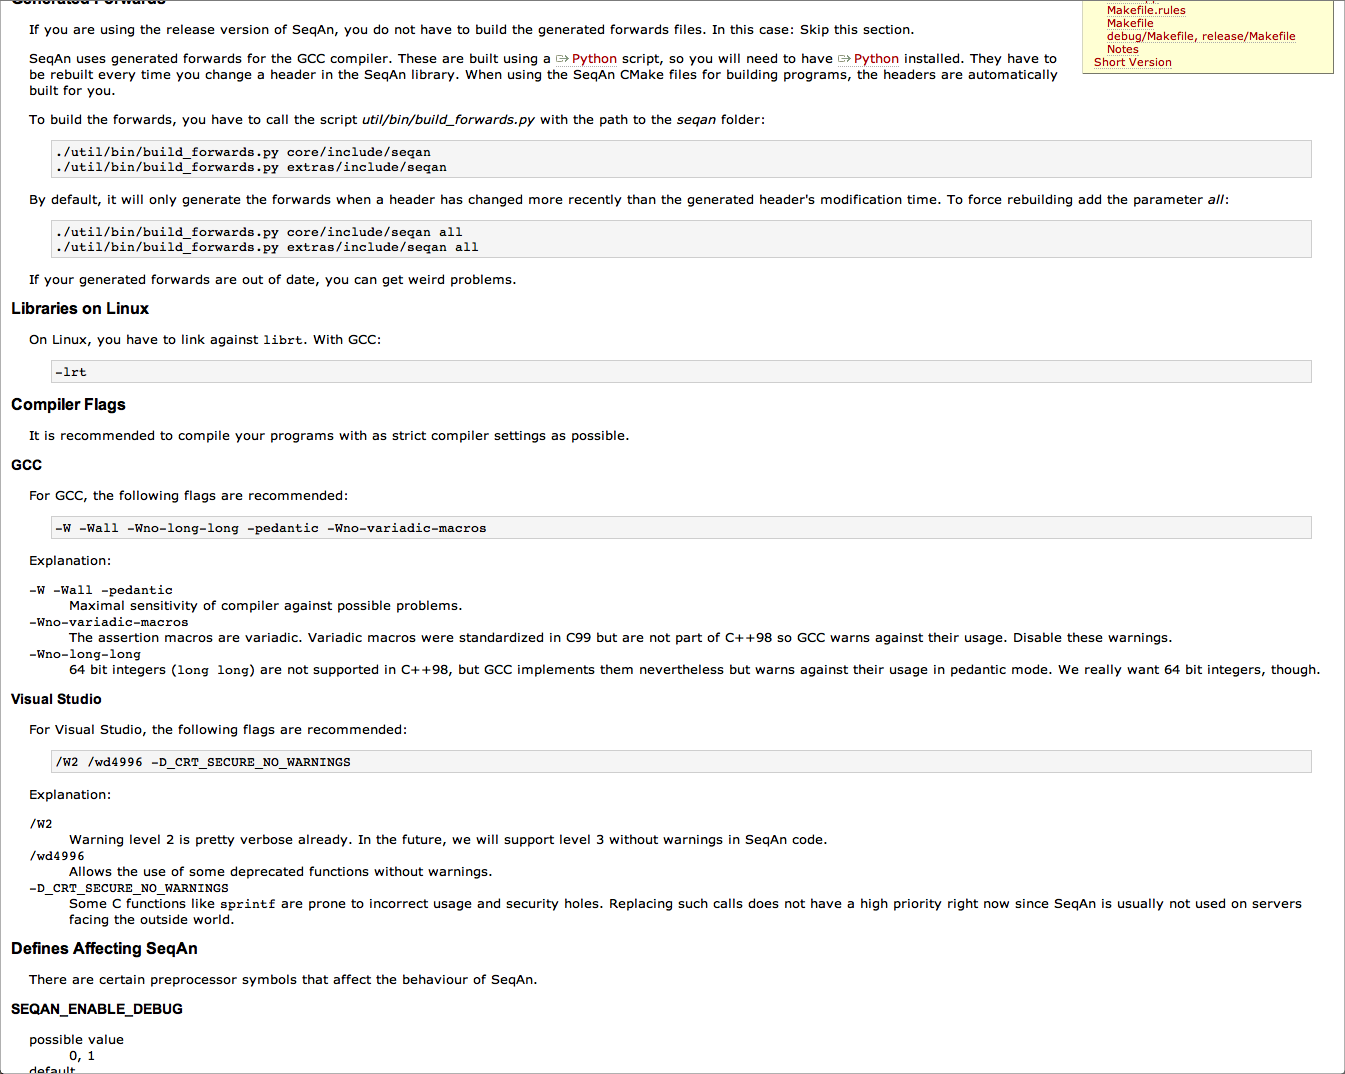 Generated Forwards
Makefile.rules
Makefile
debug/Makefile, release/Makefile
Notes
Short Version
If you are using the release version of SeqAn, you do not have to build the generated forwards files. In this case: Skip this section.
SeqAn uses generated forwards for the GCC compiler. These are built using a Python script, so you will need to have Python installed. They have to
be rebuilt every time you change a header in the SeqAn library. When using the SeqAn CMake files for building programs, the headers are automatically
built for you.
To build the forwards, you have to call the script util/bin/build_forwards.py with the path to the seqan folder:
./util/bin/build_forwards.py core/include/seqan
./util/bin/build_forwards.py extras/include/seqan
By default, it will only generate the forwards when a header has changed more recently than the generated header's modification time. To force rebuilding add the parameter all:
./util/bin/build_forwards.py core/include/seqan all
./util/bin/build_forwards.py extras/include/seqan all
If your generated forwards are out of date, you can get weird problems.
Libraries on Linux
On Linux, you have to link against librt. With GCC:
-lrt
Compiler Flags
It is recommended to compile your programs with as strict compiler settings as possible.
GCC
For GCC, the following flags are recommended:
-W -Wall -Wno-long-long -pedantic -Wno-variadic-macros
Explanation:
-W -Wall -pedantic
Maximal sensitivity of compiler against possible problems.
-Wno-variadic-macros
The assertion macros are variadic. Variadic macros were standardized in C99 but are not part of C++98 so GCC warns against their usage. Disable these warnings.
-Wno-long-long
64 bit integers (long long) are not supported in C++98, but GCC implements them nevertheless but warns against their usage in pedantic mode. We really want 64 bit integers, though.
Visual Studio
For Visual Studio, the following flags are recommended:
/W2 /wd4996 -D_CRT_SECURE_NO_WARNINGS
Explanation:
/W2
Warning level 2 is pretty verbose already. In the future, we will support level 3 without warnings in SeqAn code.
/wd4996
Allows the use of some deprecated functions without warnings.
-D_CRT_SECURE_NO_WARNINGS
Some C functions like sprintf are prone to incorrect usage and security holes. Replacing such calls does not have a high priority right now since SeqAn is usually not used on servers
facing the outside world.
Defines Affecting SeqAn
There are certain preprocessor symbols that affect the behaviour of SeqAn.
SEQAN_ENABLE_DEBUG
possible value
0, 1
default